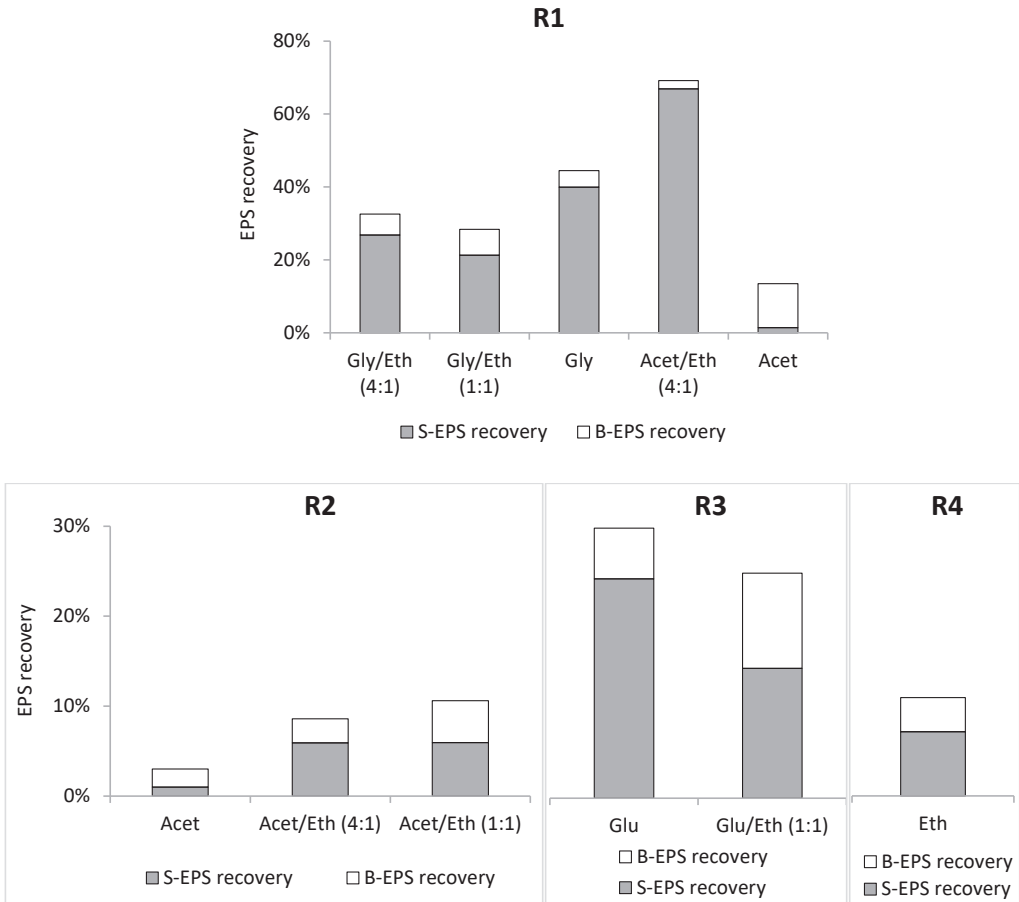 R1
80%
60%
40%
20%
0%
EPS recovery
Gly/Eth (4:1)
Gly/Eth (1:1)
Gly
Acet/Eth (4:1)
Acet
S-EPS recovery
B-EPS recovery
R2
30%
20%
10%
0%
EPS recovery
Acet
Acet/Eth (4:1)
Acet/Eth (1:1)
S-EPS recovery
B-EPS recovery
R3
Glu
Glu/Eth (1:1)
B-EPS recovery
S-EPS recovery
R4
Eth
B-EPS recovery
S-EPS recovery